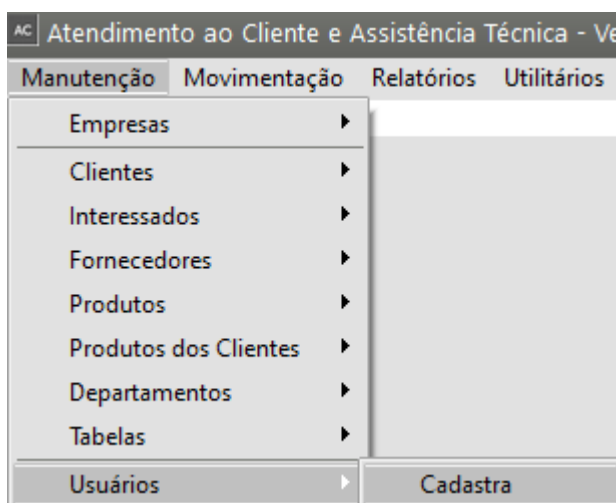 AC Atendimento ao Cliente e Assistência Técnica - Ve
Manutenção Movimentação Relatórios Utilitários
Empresas
Clientes
Interessados
Fornecedores
Produtos
Produtos dos Clientes
Departamentos
Tabelas
Usuários Cadastra